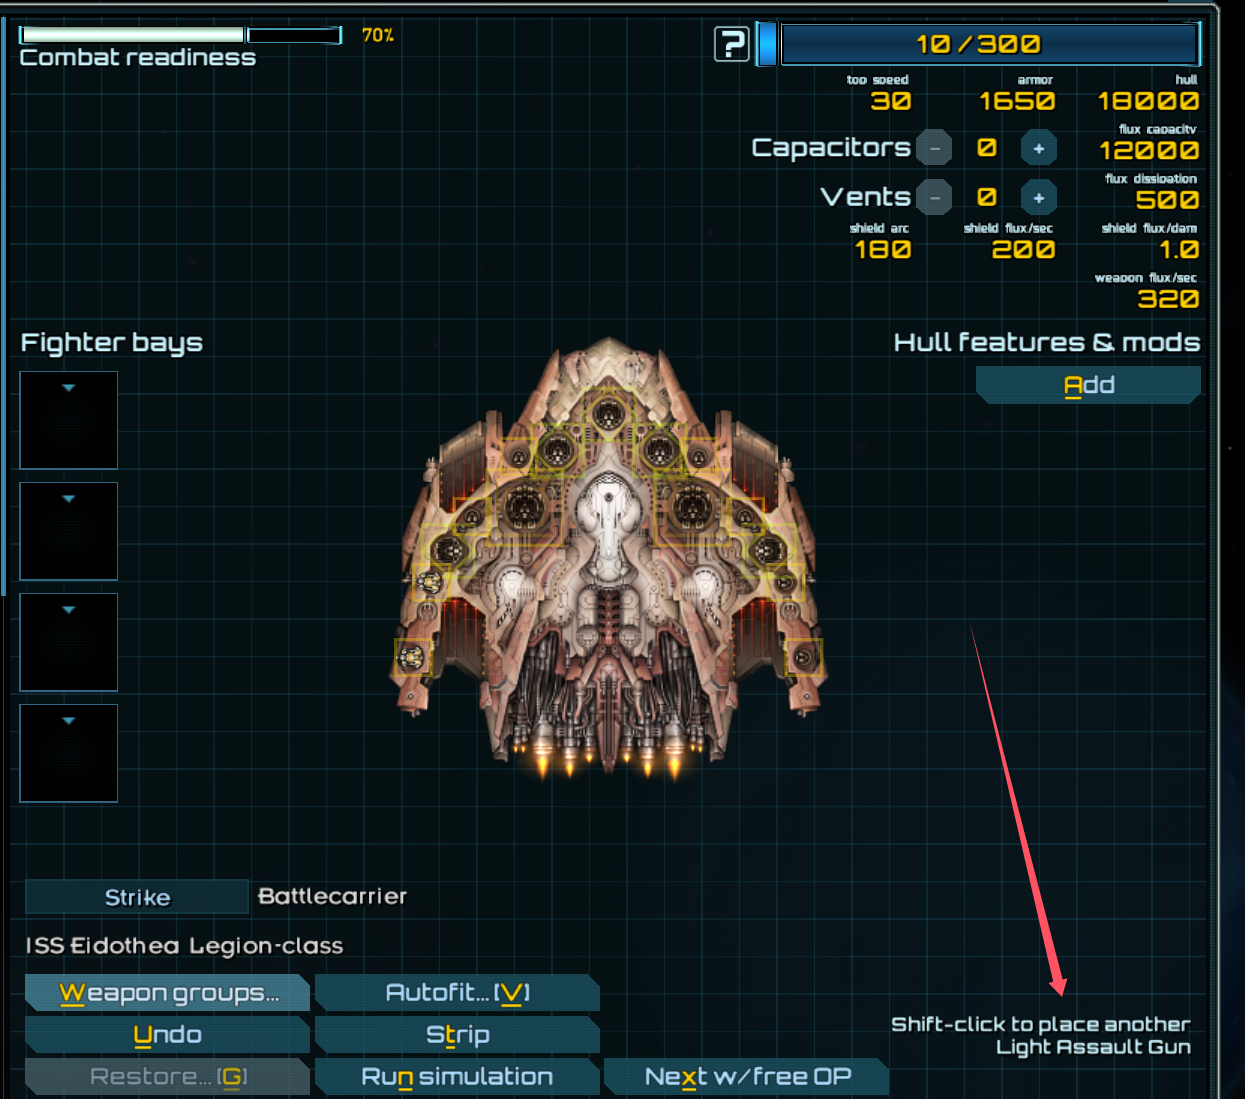 70%
Combat readiness
?
10/300
top speed
30
armor
1650
hull
18000
Capacitors
-
0
+
flux capacity
12000
Vents
-
0
+
flux dissipation
500
shield arc
180
shield flux/sec
200
shield flux/dam
1.0
weapon flux/sec
320
Fighter bays
Hull features & mods
Add
Strike
Battlecarrier
ISS Eidothea Legion-class
Weapon groups...
Autofit... [V]
Undo
Strip
Shift-click to place another
Light Assault Gun
Restore... [G]
Run simulation
Next w/free OP